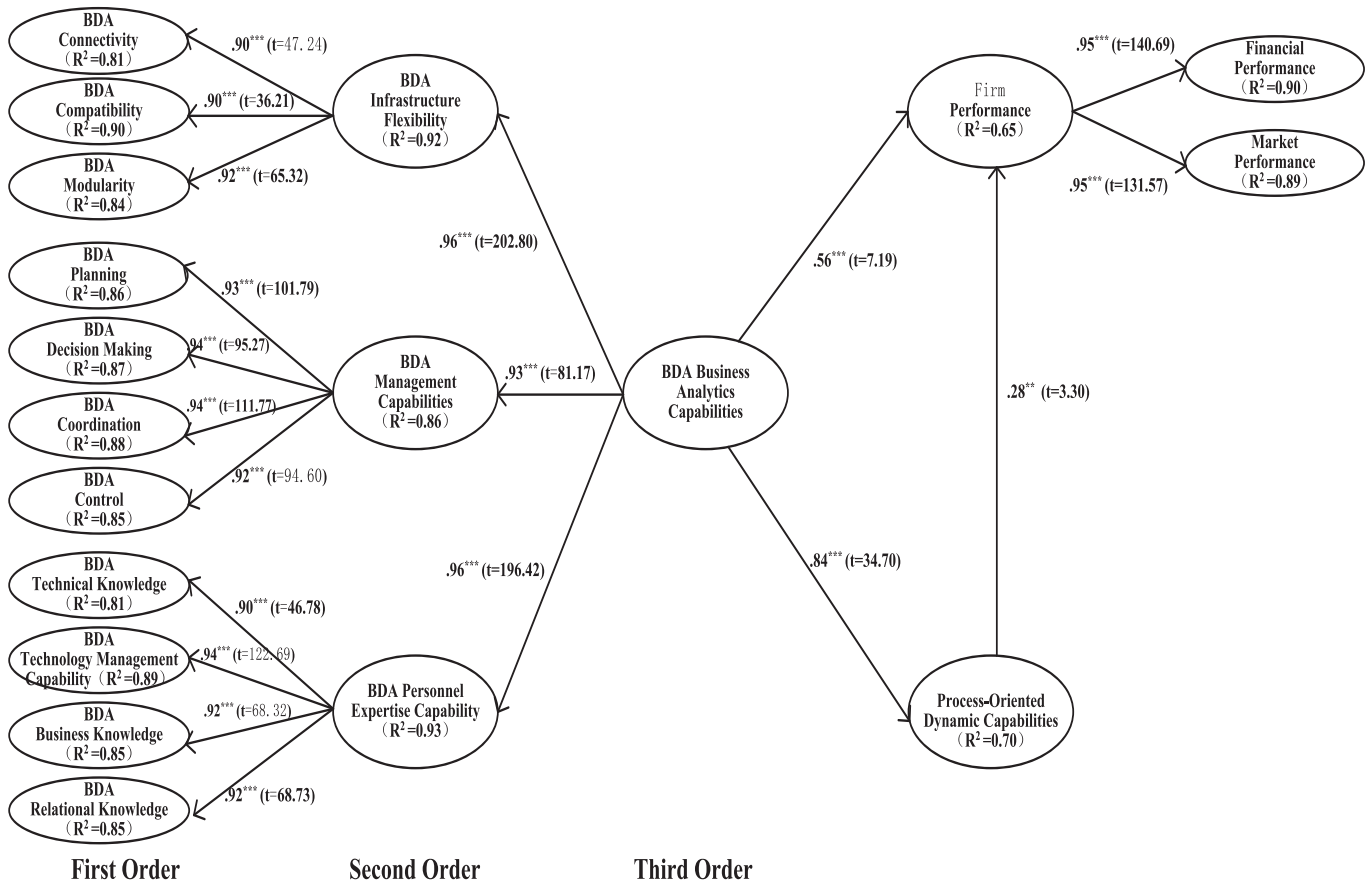 BDA
Connectivity
(R²=0.81)
BDA
Compatibility
(R²=0.90)
BDA
Modularity
(R²=0.84)
.90*** (t=47.24)
.90*** (t=36.21)
.92*** (t=65.32)
BDA
Infrastructure
Flexibility
(R²=0.92)
BDA
Planning
(R²=0.86)
BDA
Decision Making
(R²=0.87)
BDA
Coordination
(R²=0.88)
BDA
Control
(R²=0.85)
.93*** (t=101.79)
.94*** (t=95.27)
.94*** (t=111.77)
.92*** (t=94.60)
BDA
Management
Capabilities
(R²=0.86)
BDA
Technical Knowledge
(R²=0.81)
BDA
Technology Management
Capability (R²=0.89)
BDA
Business Knowledge
(R²=0.85)
BDA
Relational Knowledge
(R²=0.85)
.90*** (t=46.78)
.94*** (t=122.69)
.92*** (t=68.32)
.92*** (t=68.73)
BDA Personnel
Expertise Capability
(R²=0.93)
.96*** (t=202.80)
.93*** (t=81.17)
.96*** (t=196.42)
BDA Business
Analytics
Capabilities
.56*** (t=7.19)
.84*** (t=34.70)
Firm
Performance
(R²=0.65)
.28** (t=3.30)
Process-Oriented
Dynamic Capabilities
(R²=0.70)
.95*** (t=140.69)
.95*** (t=131.57)
Financial
Performance
(R²=0.90)
Market
Performance
(R²=0.89)
First Order
Second Order
Third Order